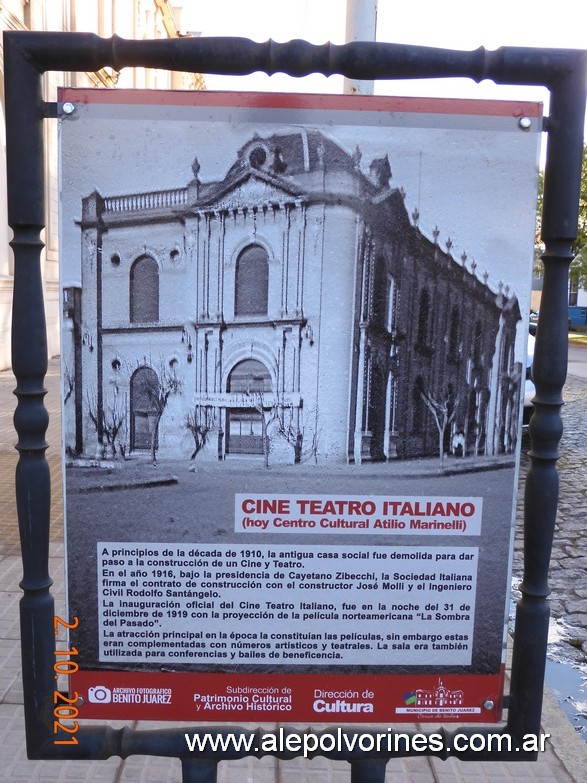 CINE TEATRO ITALIANO
(hoy Centro Cultural Atilio Marinelli)
A principios de la década de 1910, la antigua casa social fue demolida para dar
paso a la construcción de un Cine y Teatro.
En el año 1916, bajo la presidencia de Cayetano Zibecchi, la Sociedad Italiana
firma el contrato de construcción con el constructor José Molli y el Ingeniero
Civil Rodolfo Santángelo.
La inauguración oficial del Cine Teatro Italiano, fue en la noche del 31 de
diciembre de 1919 con la proyección de la película norteamericana “La Sombra
del Pasado”.
La atracción principal en la época la constituían las películas, sin embargo estas
eran complementadas con números artísticos y teatrales. La sala era también
utilizada para conferencias y bailes de beneficencia.
ARCHIVO FOTOGRAFICO
BENITO JUAREZ
Subdirección de
Patrimonio Cultural
y Archivo Histórico
Dirección de
Cultura
MUNICIPIO DE BENITO JUAREZ
2.10.2021
www.alepolvorines.com.ar